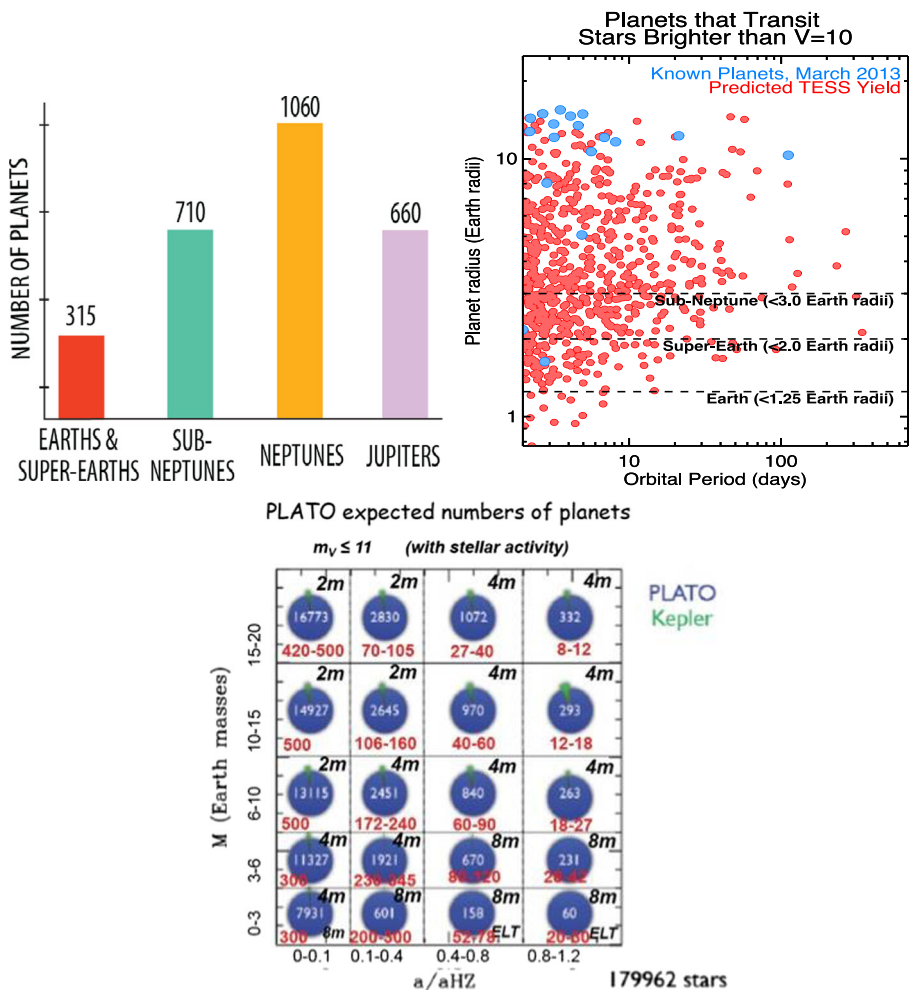 NUMBER OF PLANETS
315
710
1060
660
EARTHS &
SUPER-EARTHS
SUB-
NEPTUNES
NEPTUNES
JUPITERS
Planets that Transit
Stars Brighter than V=10
Known Planets, March 2013
Predicted TESS Yield
Planet radius (Earth radii)
10
1
Sub-Neptune (<3.0 Earth radii)
Super-Earth (<2.0 Earth radii)
Earth (<1.25 Earth radii)
10 100
Orbital Period (days)
PLATO expected numbers of planets
mV ≤ 11 (with stellar activity)
PLATO
Kepler
M (Earth masses)
15-20
2m 2m 4m 4m
16773 2830 1072 332
420-500 70-105 27-40 8-12
10-15
2m 2m 4m 4m
14927 2645 970 293
500 106-160 40-60 12-18
6-10
2m 4m 4m 4m
13115 2451 840 263
500 172-240 60-90 18-27
3-6
4m 4m 8m 8m
11327 1921 670 231
0-3
4m 8m 8m 8m
7931 601 158 60
300 8m 200-300 52-78 ELT ELT
0-0.1 0.1-0.4 0.4-0.8 0.8-1.2
a/aHZ
179962 stars